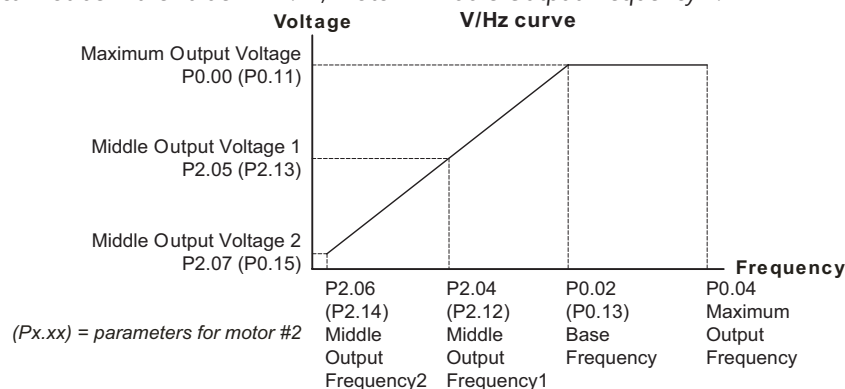 Voltage
V/Hz curve
Maximum Output Voltage
P0.00 (P0.11)
Middle Output Voltage 1
P2.05 (P2.13)
Middle Output Voltage 2
P2.07 (P0.15)
Frequency
P2.06
(P2.14)
Middle
Output
Frequency2
P2.04
(P2.12)
Middle
Output
Frequency1
P0.02
(P0.13)
Base
Frequency
P0.04
Maximum
Output
Frequency
(Px.xx) = parameters for motor #2